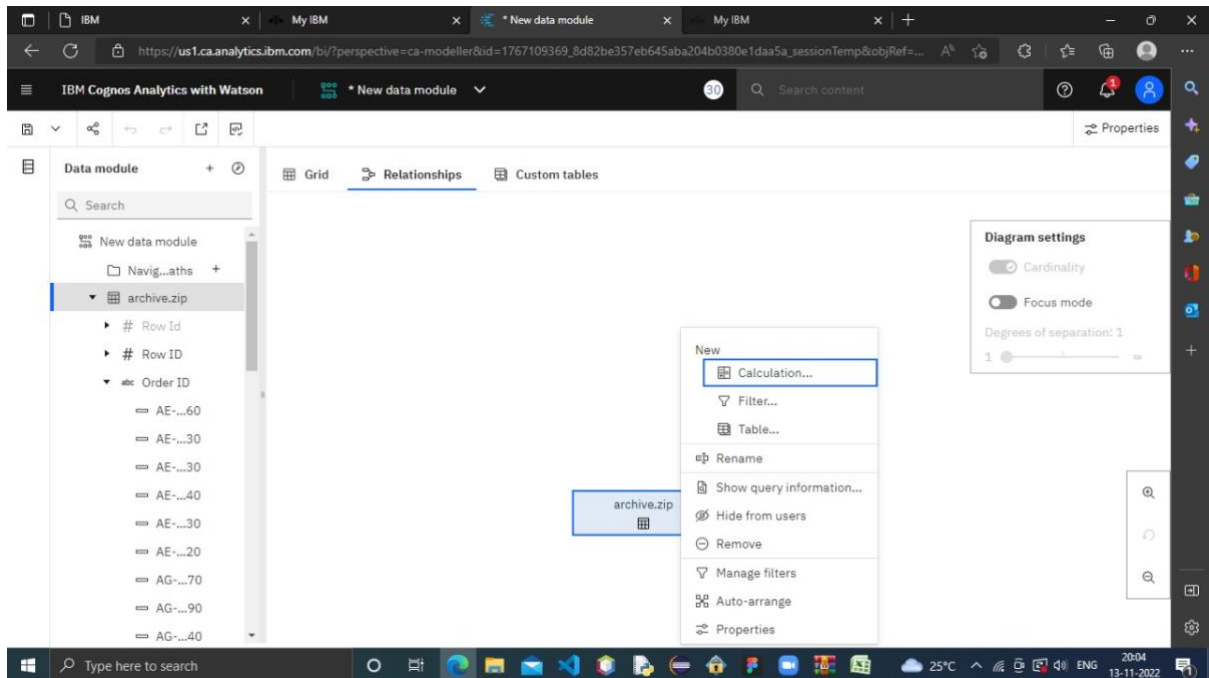 IBM
My IBM
* New data module
My IBM
https://us1.ca.analytics.ibm.com/bi/?perspective=ca-modeller&id=1767109369_8d82be357eb645aba204b0380e1daa5a_sessionTemp&objRef=...
IBM Cognos Analytics with Watson
* New data module
30
Search content
Properties
Data module
Grid
Relationships
Custom tables
Search
New data module
Navig...aths
archive.zip
# Row Id
# Row ID
abc Order ID
AE-...60
AE-...30
AE-...30
AE-...40
AE-...30
AE-...20
AG-...70
AG-...90
AG-...40
archive.zip
New
Calculation...
Filter...
Table...
Rename
Show query information...
Hide from users
Remove
Manage filters
Auto-arrange
Properties
Diagram settings
Cardinality
Focus mode
Degrees of separation: 1
1 ∞
Type here to search
25°C
ENG
20:04
13-11-2022